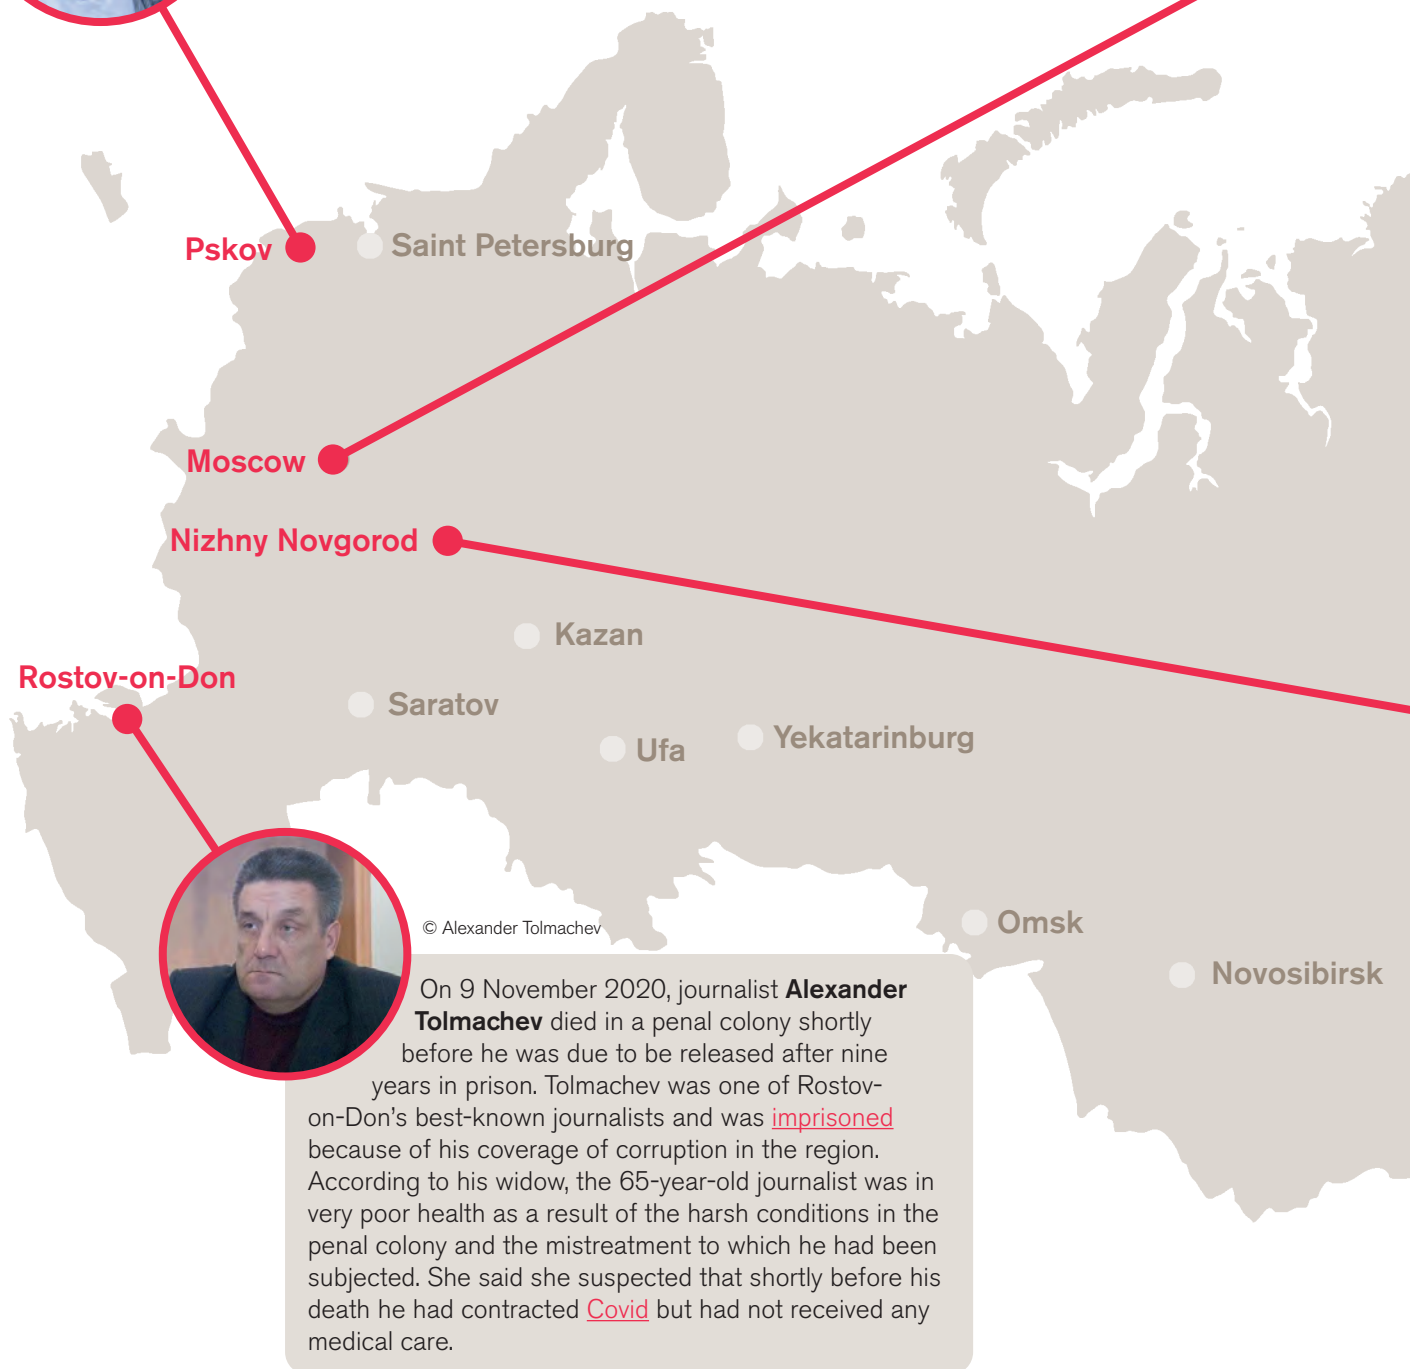 Pskov
Saint Petersburg
Moscow
Nizhny Novgorod
Kazan
Rostov-on-Don
Saratov
Ufa
Yekatarinburg
Omsk
Novosibirsk
© Alexander Tolmachev
On 9 November 2020, journalist Alexander
Tolmachev died in a penal colony shortly
before he was due to be released after nine
years in prison. Tolmachev was one of Rostov-
on-Don’s best-known journalists and was imprisoned
because of his coverage of corruption in the region.
According to his widow, the 65-year-old journalist was in
very poor health as a result of the harsh conditions in the
penal colony and the mistreatment to which he had been
subjected. She said she suspected that shortly before his
death he had contracted Covid but had not received any
medical care.